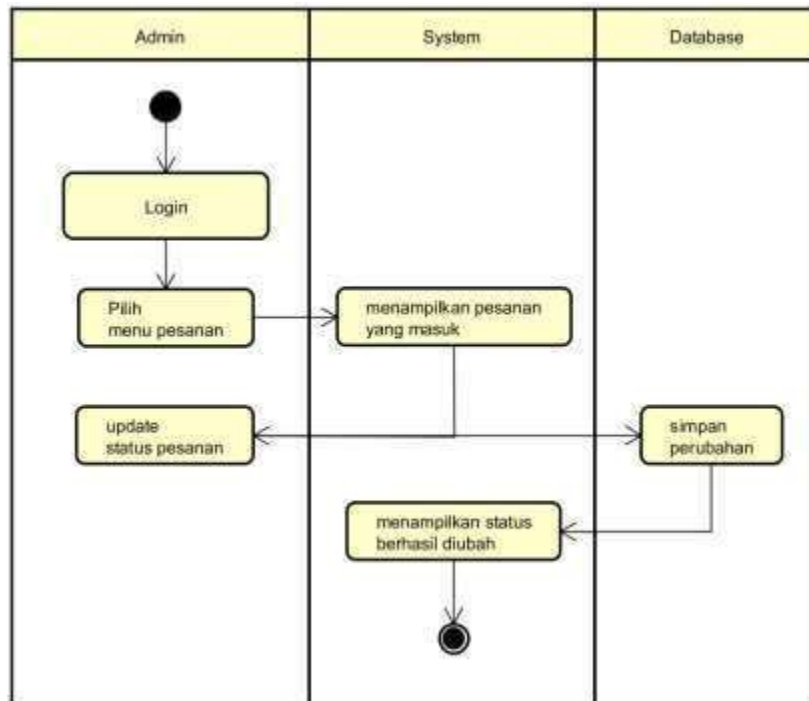 Admin
System
Database
Login
Pilih
menu pesanan
menampilkan pesanan
yang masuk
update
status pesanan
simpan
perubahan
menampilkan status
berhasil diubah